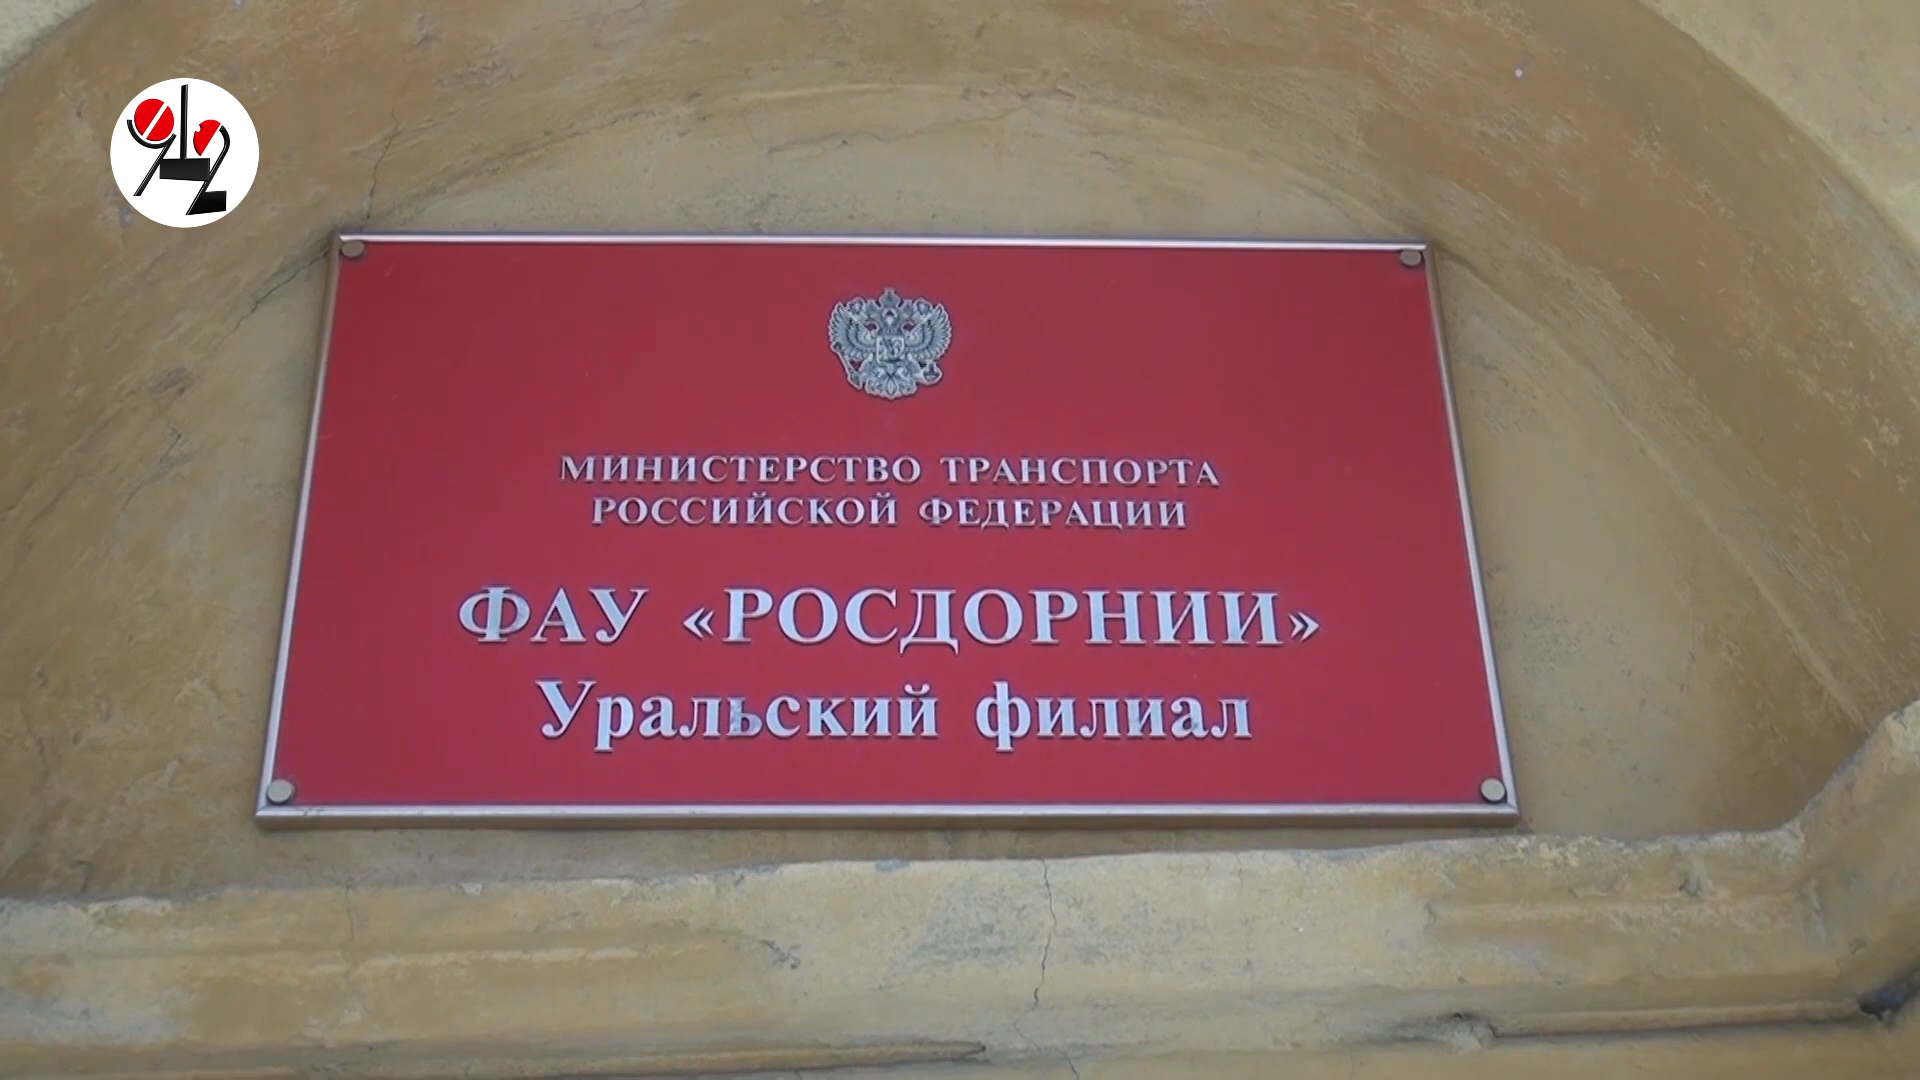 МИНИСТЕРСТВО ТРАНСПОРТА
РОССИЙСКОЙ ФЕДЕРАЦИИ
ФАУ «РОСДОРНИИ»
Уральский филиал